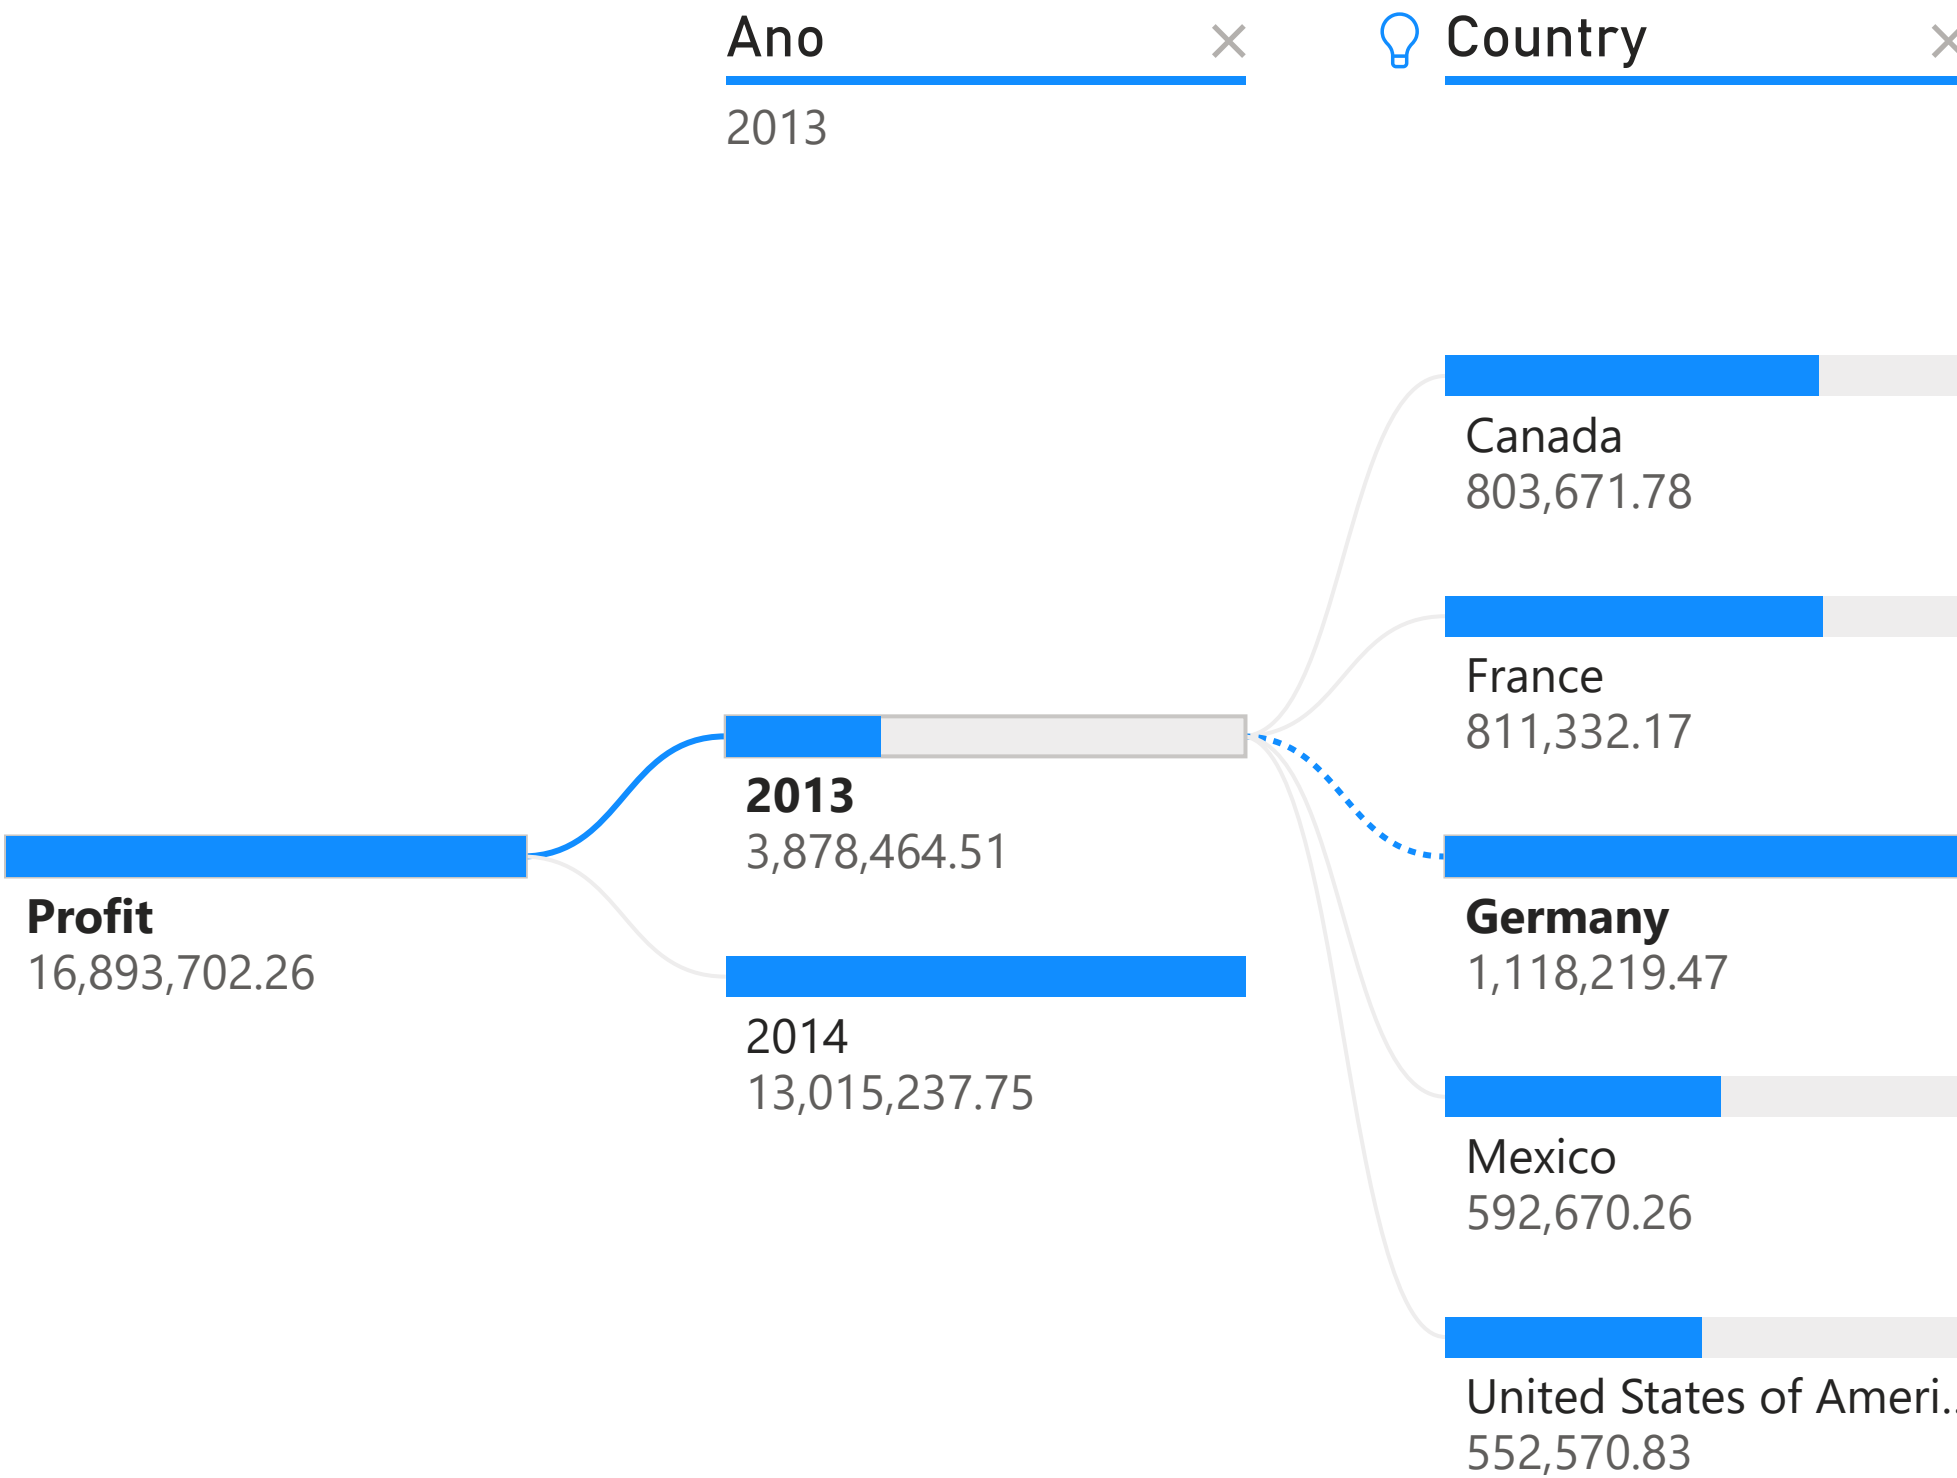 Ano
Country
2013
Canada
803,671.78
France
811,332.17
2013
3,878,464.51
Profit
16,893,702.26
Germany
1,118,219.47
2014
13,015,237.75
Mexico
592,670.26
United States of Ameri..
552,570.83